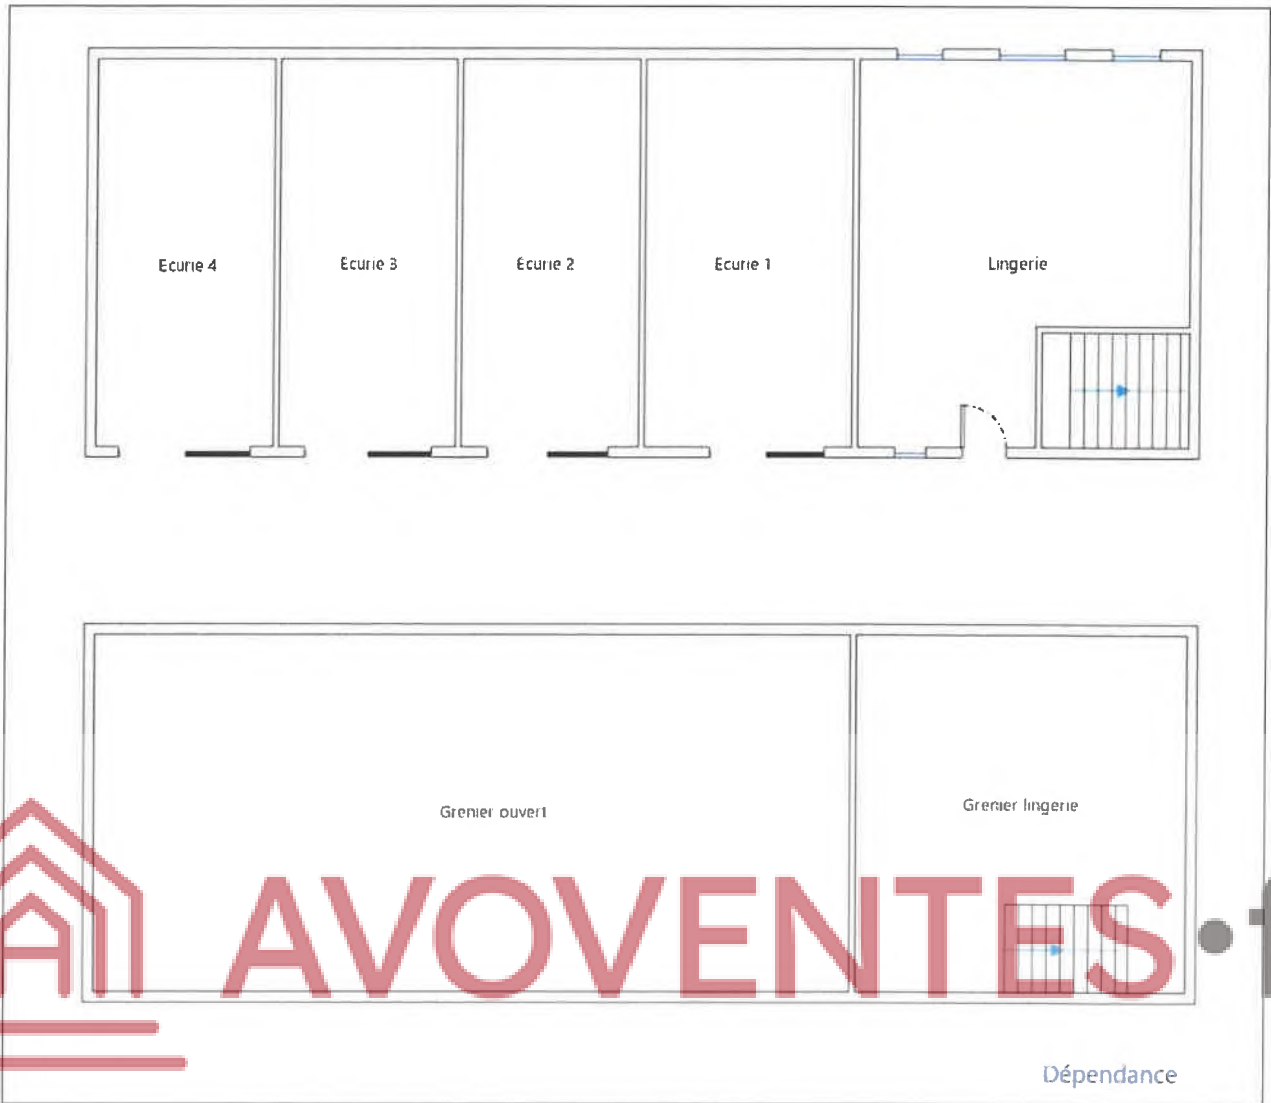 Ecurie 4
Ecurie 3
Ecurie 2
Ecurie 1
Lingerie
Grenier ouvert
Grenier lingerie
AVOVENTES.f
Dépendance